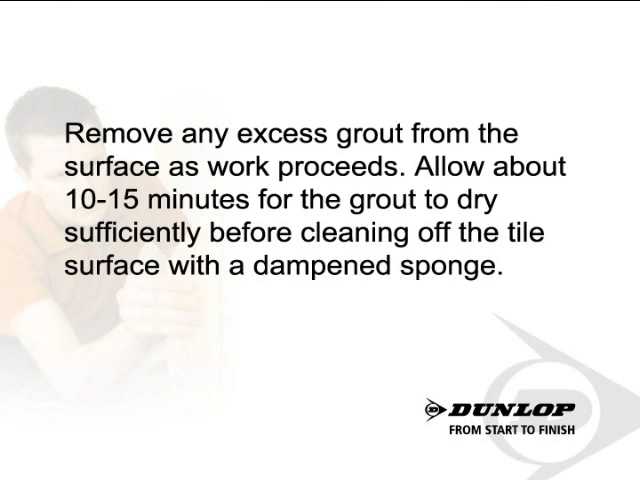 Remove any excess grout from the
surface as work proceeds. Allow about
10-15 minutes for the grout to dry
sufficiently before cleaning off the tile
surface with a dampened sponge.
DUNLOP
FROM START TO FINISH